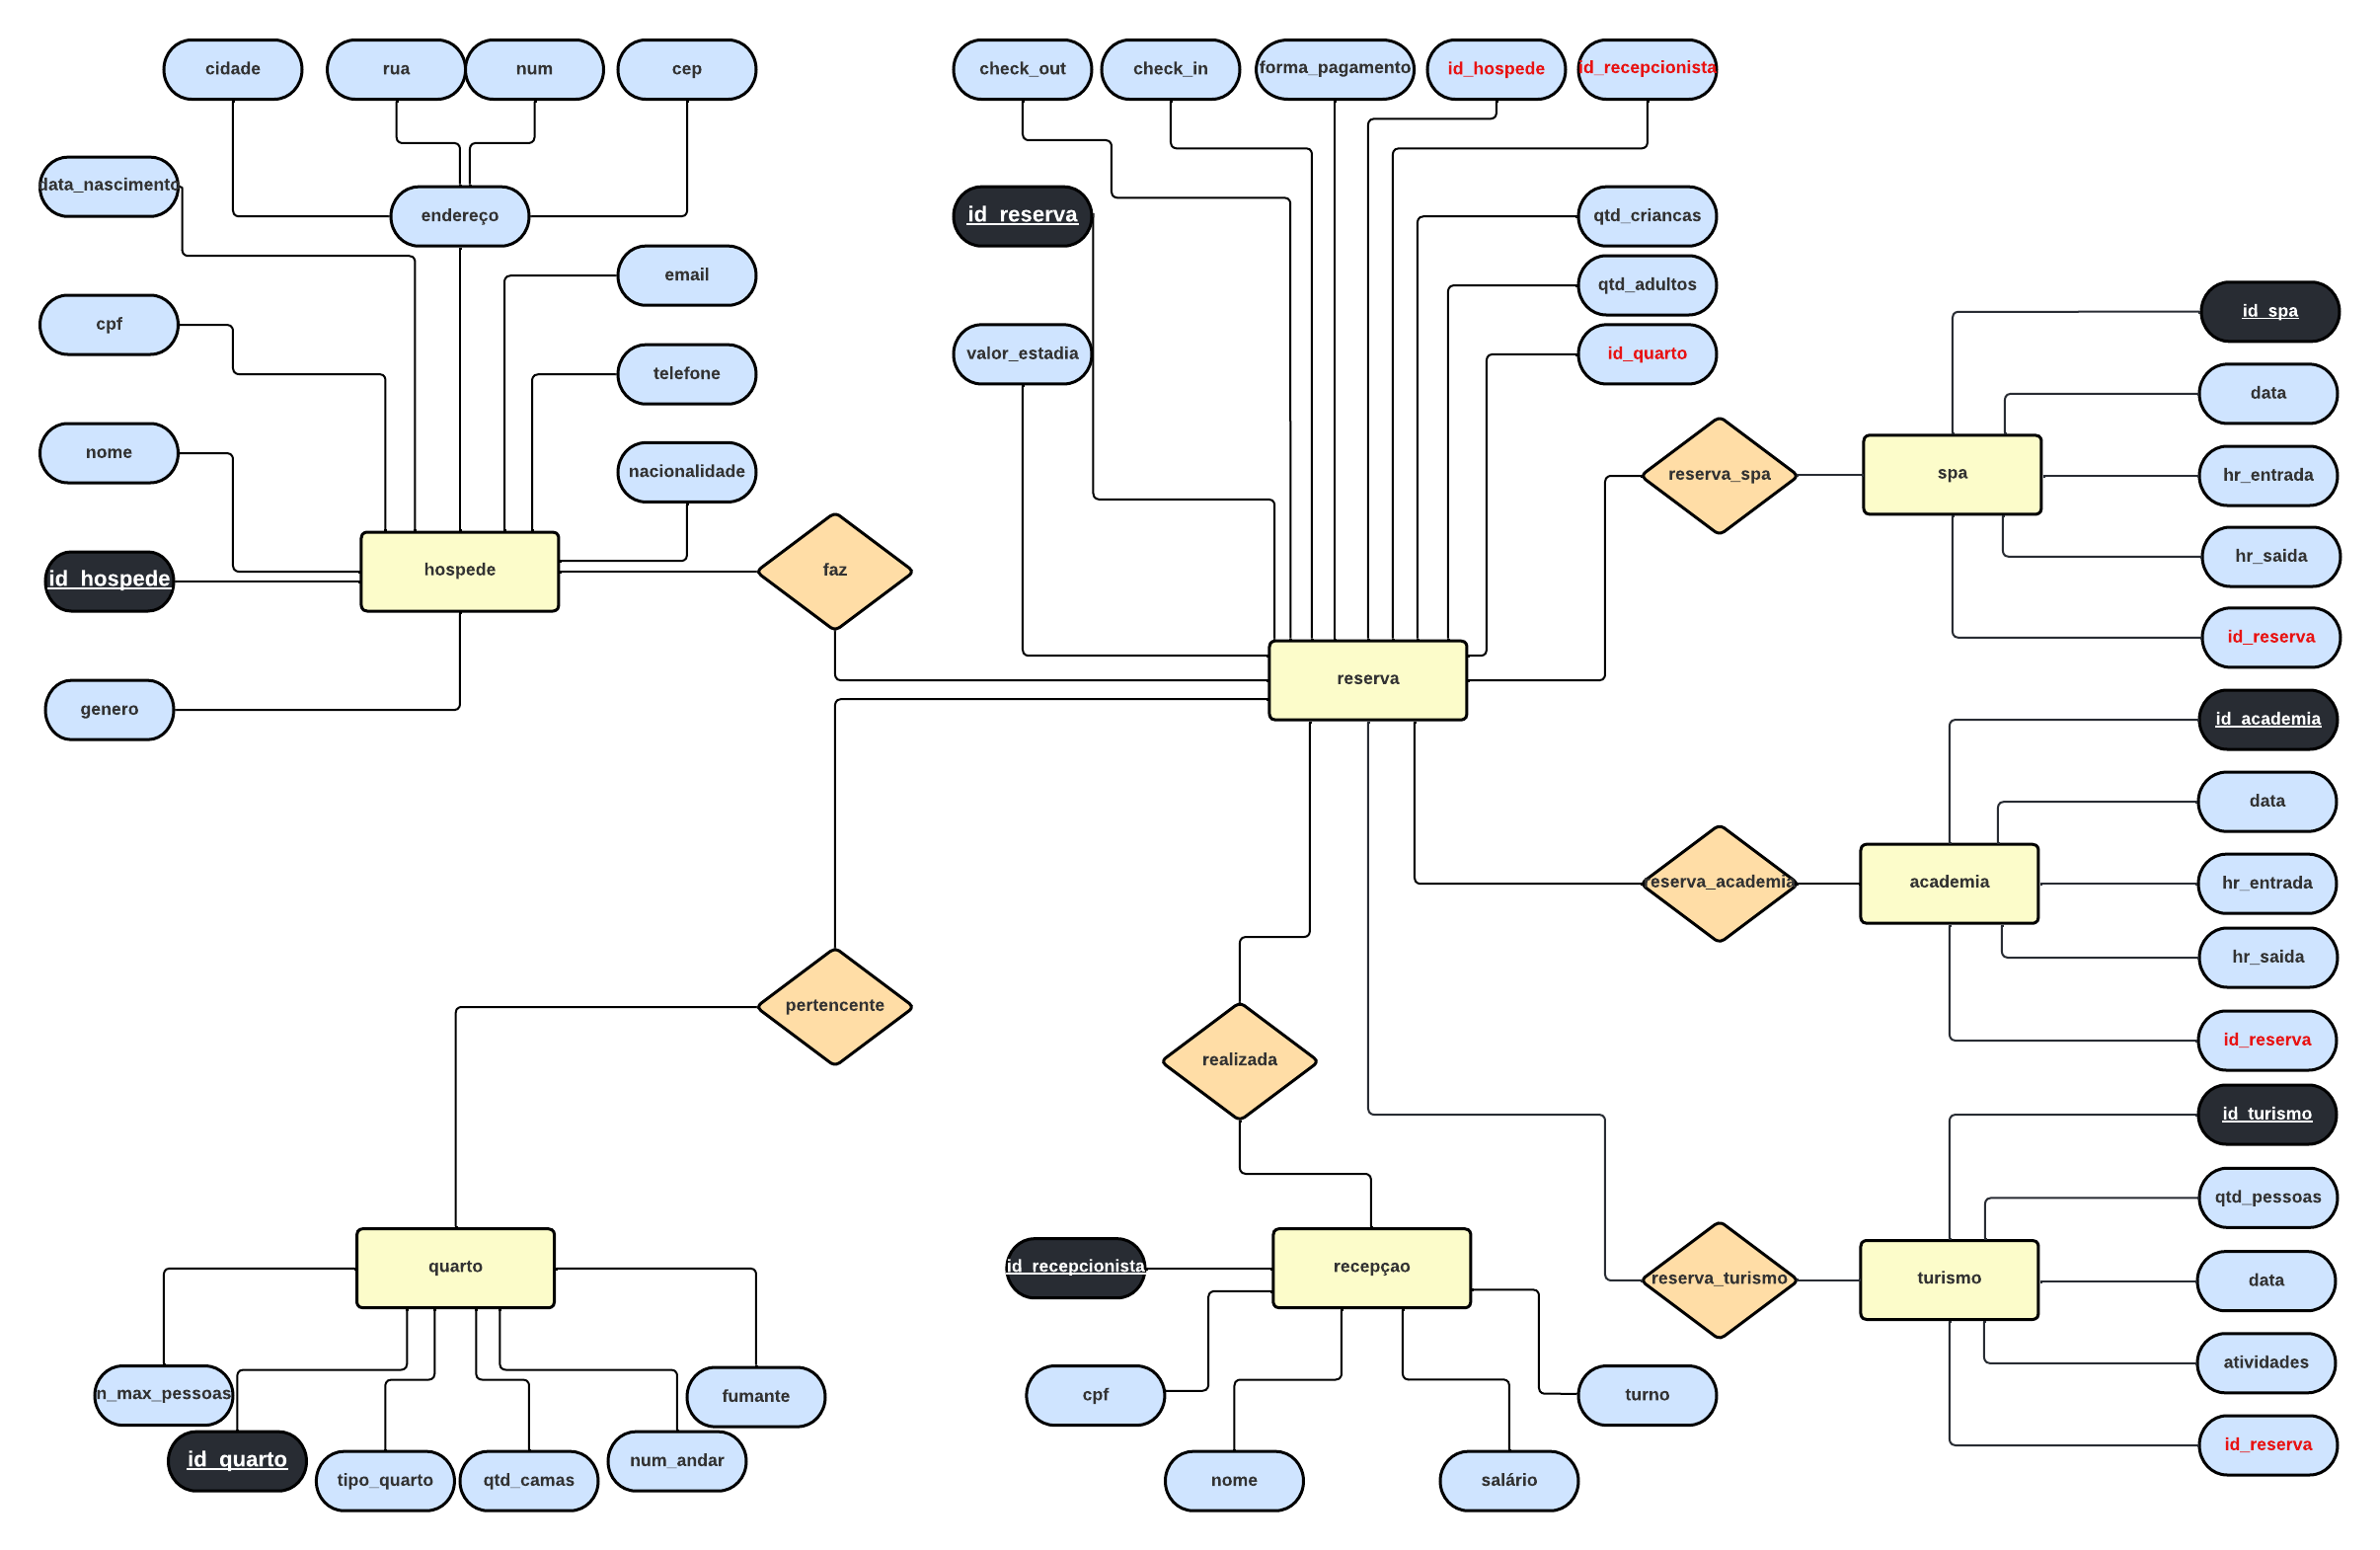 cidade
rua
num
cep
check_out
check_in
forma_pagamento
id_hospede
id_recepcionista
data_nascimento
endereço
id_reserva
qtd_criancas
email
qtd_adultos
cpf
telefone
valor_estadia
id_quarto
id_spa
data
nome
nacionalidade
reserva_spa
spa
hr_entrada
id_hospede
hospede
faz
hr_saida
id_reserva
genero
reserva
id_academia
data
reserva_academia
academia
hr_entrada
hr_saida
pertencente
realizada
id_reserva
id_turismo
qtd_pessoas
quarto
id_recepcionista
recepçao
reserva_turismo
turismo
data
n_max_pessoas
fumante
cpf
turno
atividades
id_quarto
tipo_quarto
qtd_camas
num_andar
nome
salário
id_reserva